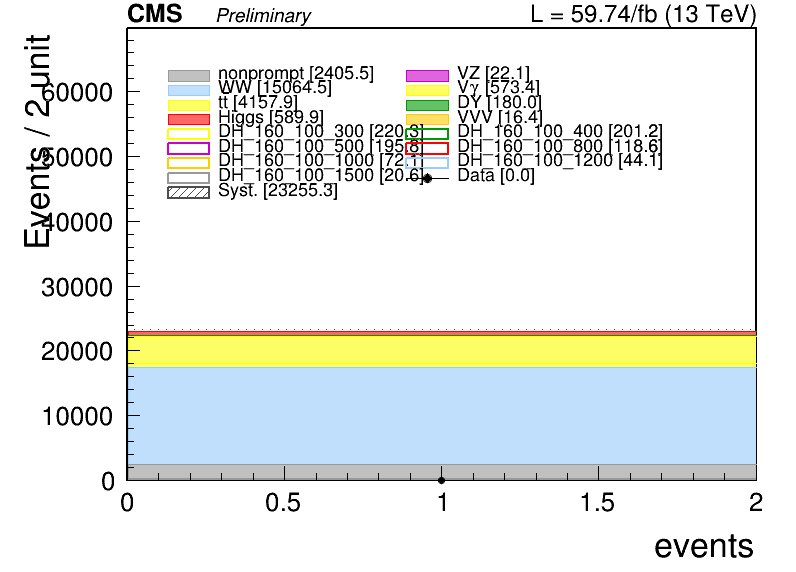 CMS Preliminary L = 59.74/fb (13 TeV)
Events / 2 unit
nonprompt [2405.5] VZ [22.1]
WW [15064.5] Vγ [573.4]
tt̄ [4157.9] DY [180.0]
Higgs [589.9] VVV [16.4]
DH_160_100_300 [220.3] DH_160_100_400 [201.2]
DH_160_100_500 [195.8] DH_160_100_800 [118.6]
DH_160_100_1000 [72.1] DH_160_100_1200 [44.1]
DH_160_100_1500 [20.6] Data [0.0]
Syst. [23255.3]
60000
50000
40000
30000
20000
10000
0
0 0.5 1 1.5 2
events